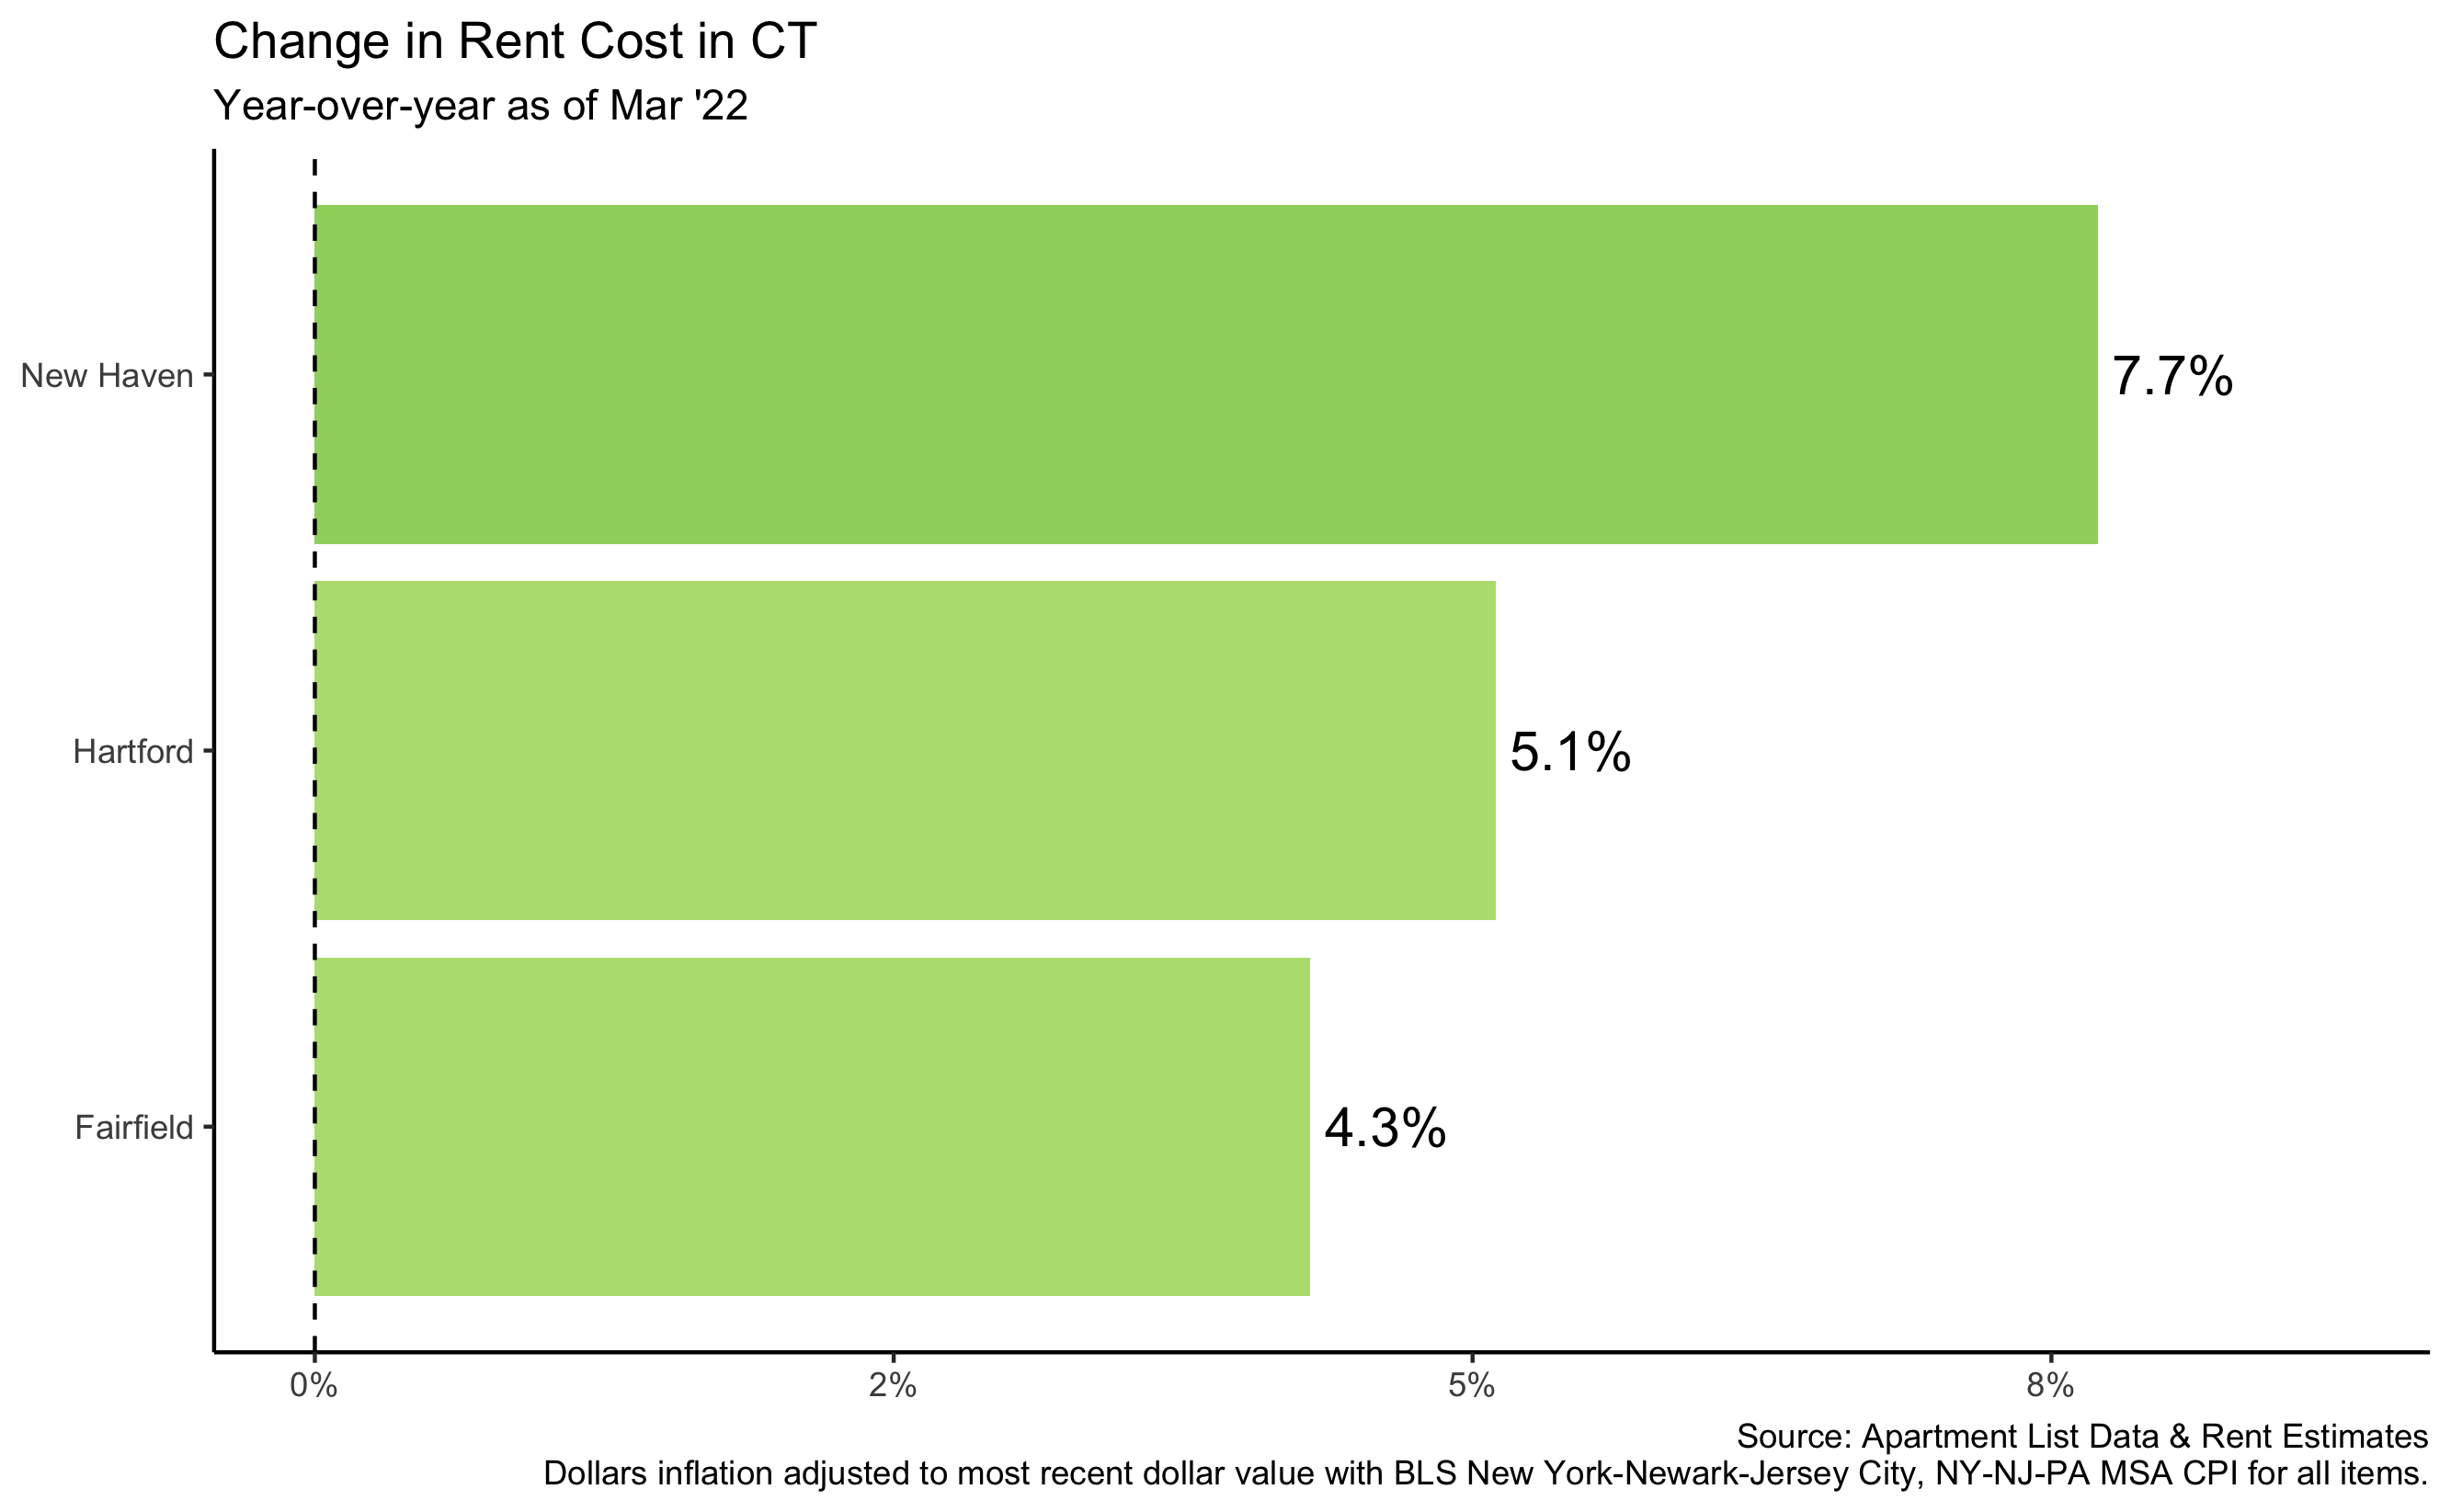 Change in Rent Cost in CT
Year-over-year as of Mar '22
New Haven
7.7%
Hartford
5.1%
Fairfield
4.3%
0%
2%
5%
8%
Source: Apartment List Data & Rent Estimates
Dollars inflation adjusted to most recent dollar value with BLS New York-Newark-Jersey City, NY-NJ-PA MSA CPI for all items.